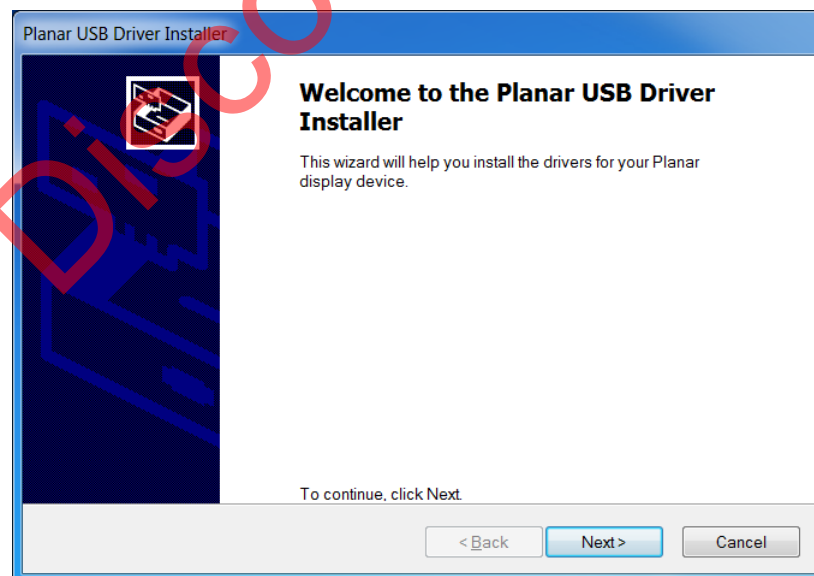 Planar USB Driver Installer
Welcome to the Planar USB Driver
Installer
This wizard will help you install the drivers for your Planar
display device.
To continue, click Next.
< Back
Next >
Cancel
Disco